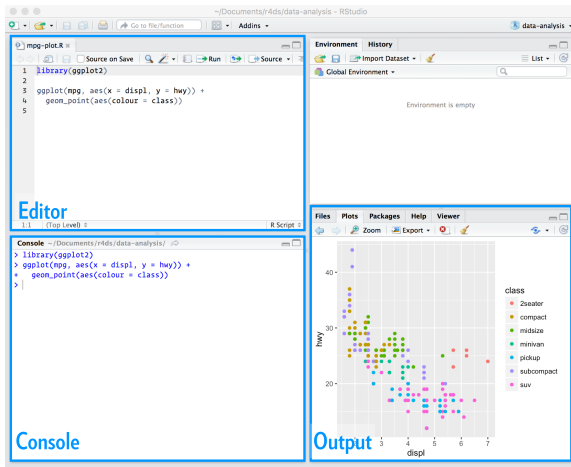 ~/Documents/r4ds/data-analysis - RStudio
Go to file/function
Addins
data-analysis
mpg-plot.R
Source on Save
Run
Source
1 library(ggplot2)
2
3 ggplot(mpg, aes(x = displ, y = hwy)) +
4 geom_point(aes(colour = class))
5
Editor
1:1 (Top Level) R Script
Console ~/Documents/r4ds/data-analysis/
> library(ggplot2)
> ggplot(mpg, aes(x = displ, y = hwy)) +
+ geom_point(aes(colour = class))
>
Console
Environment History
Import Dataset List
Global Environment
Environment is empty
Files Plots Packages Help Viewer
Zoom Export
40
30
20
hwy
3 4 5 6 7
displ
class
2seater
compact
midsize
minivan
pickup
subcompact
suv
Output